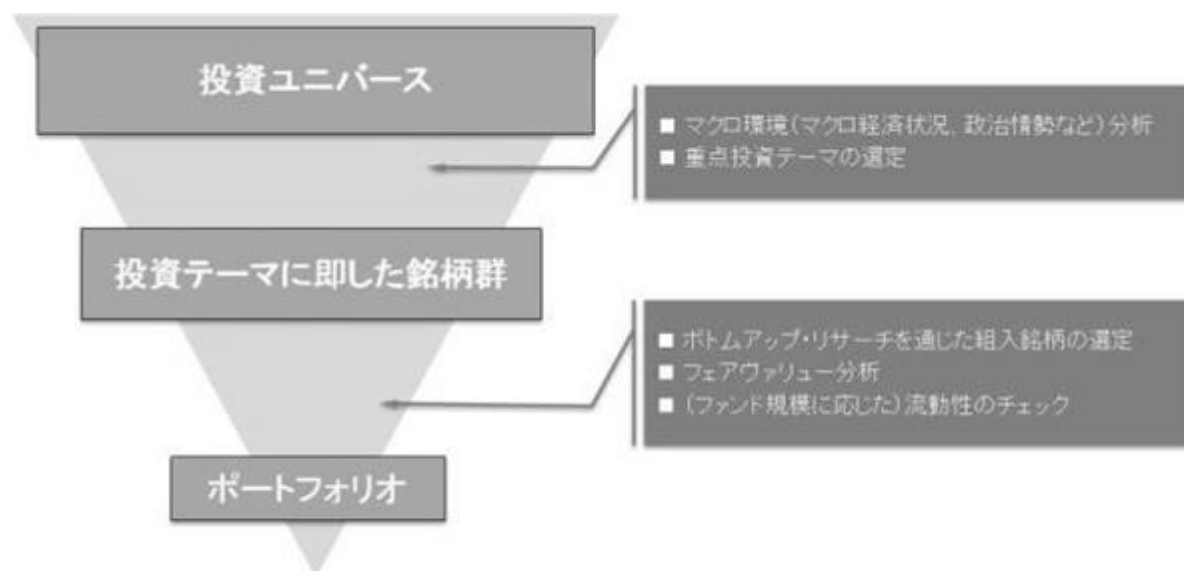 投資ユニバース
■ マクロ環境(マクロ経済状況、政治情勢など)分析
■ 重点投資テーマの選定
投資テーマに即した銘柄群
■ ボトムアップ・リサーチを通じた組入銘柄の選定
■ フェアヴァリュー分析
■ (ファンド規模に応じた)流動性のチェック
ポートフォリオ